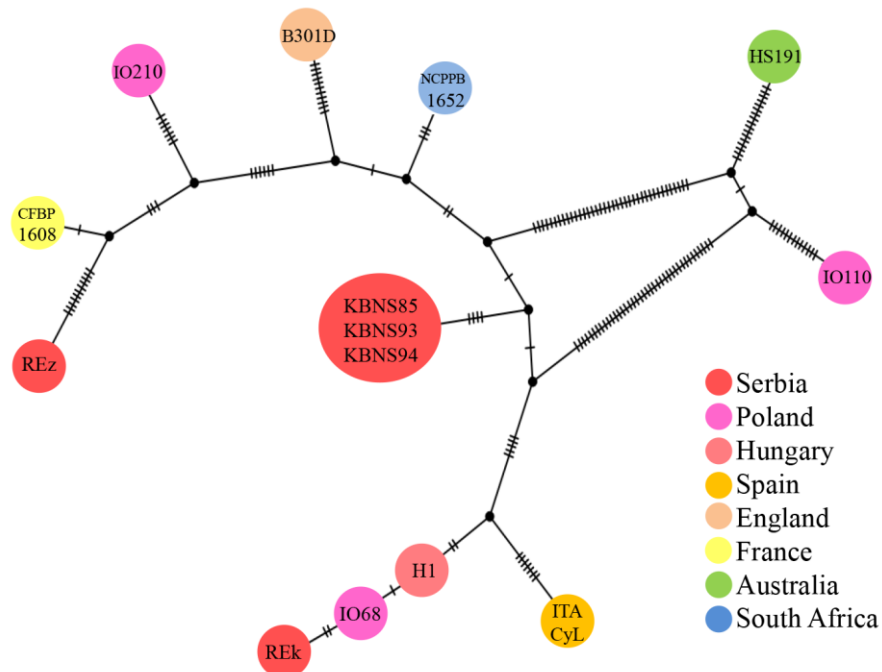 B301D
IO210
HS191
NCPPB
1652
CFBP
1608
IO110
KBNS85
KBNS93
KBNS94
REz
Serbia
Poland
Hungary
Spain
England
France
Australia
South Africa
H1
IO68
ITA
CyL
REk